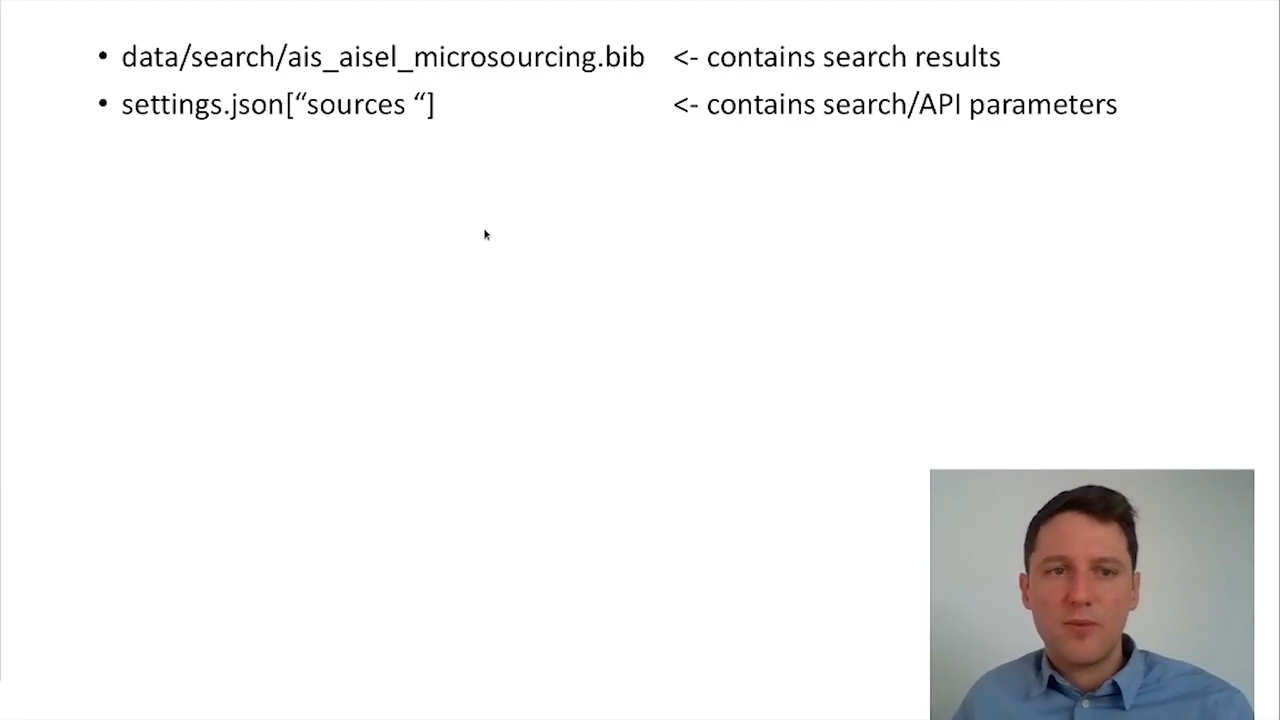 • data/search/ais_aisel_microsourcing.bib <- contains search results
• settings.json[“sources “] <- contains search/API parameters